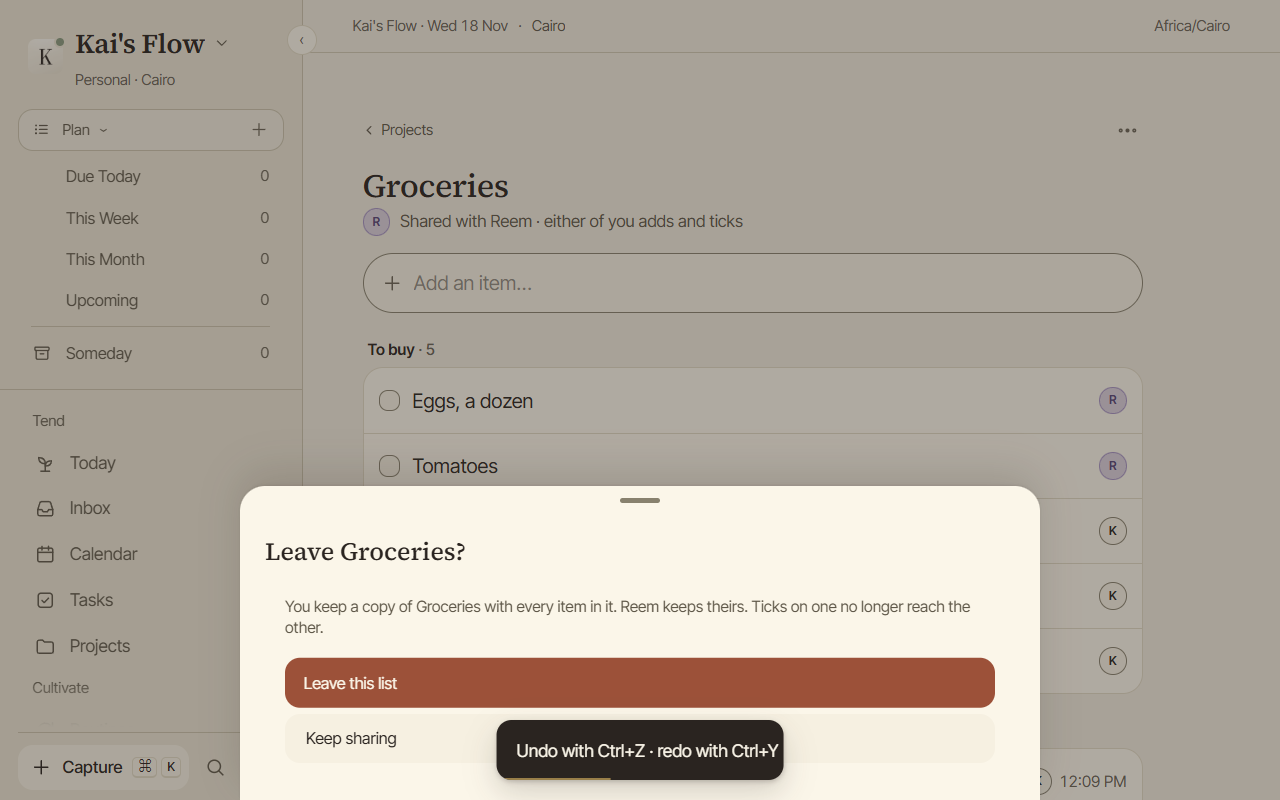 K
Kai's Flow
Personal · Cairo
Plan
Due Today 0
This Week 0
This Month 0
Upcoming 0
Someday 0
Tend
Today
Inbox
Calendar
Tasks
Projects
Cultivate
Capture ⌘ K
Kai's Flow · Wed 18 Nov · Cairo
Africa/Cairo
Projects
Groceries
R Shared with Reem · either of you adds and ticks
Add an item...
To buy · 5
Eggs, a dozen R
Tomatoes R
K
K
K
12:09 PM
Leave Groceries?
You keep a copy of Groceries with every item in it. Reem keeps theirs. Ticks on one no longer reach the
other.
Leave this list
Keep sharing
Undo with Ctrl+Z · redo with Ctrl+Y